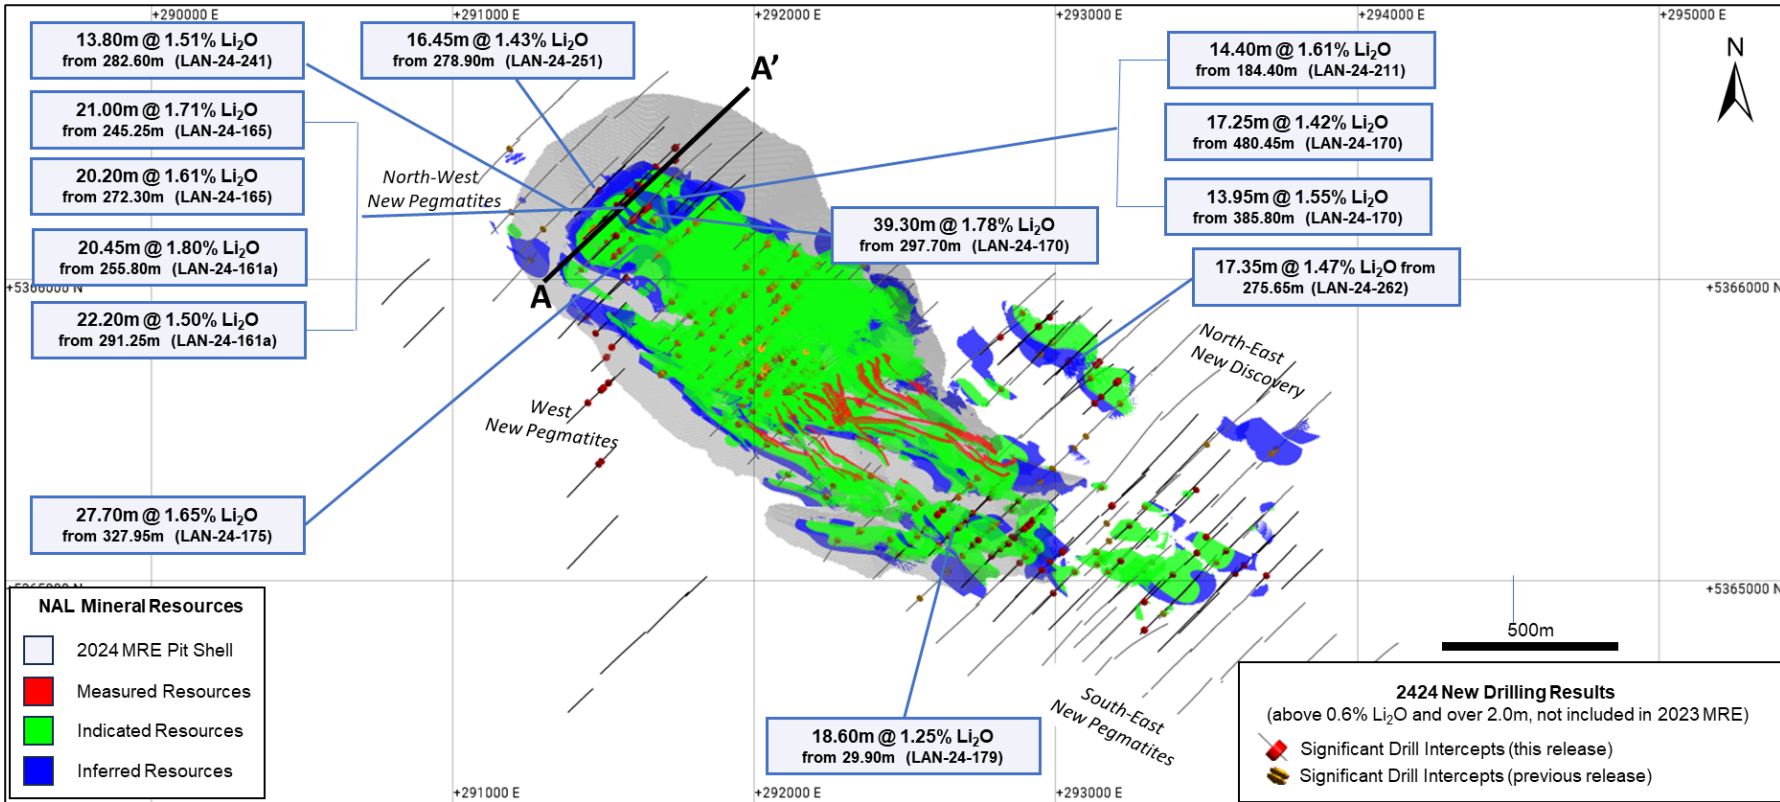 +290000 E
+291000 E
+292000 E
+293000 E
+294000 E
+295000 E
13.80m @ 1.51% Li₂O
from 282.60m (LAN-24-241)
16.45m @ 1.43% Li₂O
from 278.90m (LAN-24-251)
A'
14.40m @ 1.61% Li₂O
from 184.40m (LAN-24-211)
N
21.00m @ 1.71% Li₂O
from 245.25m (LAN-24-165)
17.25m @ 1.42% Li₂O
from 480.45m (LAN-24-170)
20.20m @ 1.61% Li₂O
from 272.30m (LAN-24-165)
North-West
New Pegmatites
13.95m @ 1.55% Li₂O
from 385.80m (LAN-24-170)
39.30m @ 1.78% Li₂O
from 297.70m (LAN-24-170)
20.45m @ 1.80% Li₂O
from 255.80m (LAN-24-161a)
17.35m @ 1.47% Li₂O from
275.65m (LAN-24-262)
+5366000 N
A
+5366000 N
22.20m @ 1.50% Li₂O
from 291.25m (LAN-24-161a)
North-East
New Discovery
West
New Pegmatites
27.70m @ 1.65% Li₂O
from 327.95m (LAN-24-175)
+5365000 N
+5365000 N
NAL Mineral Resources
2024 MRE Pit Shell
Measured Resources
Indicated Resources
Inferred Resources
500m
South-East
New Pegmatites
18.60m @ 1.25% Li₂O
from 29.90m (LAN-24-179)
2424 New Drilling Results
(above 0.6% Li₂O and over 2.0m, not included in 2023 MRE)
Significant Drill Intercepts (this release)
Significant Drill Intercepts (previous release)
+291000 E
+292000 E
+293000 E